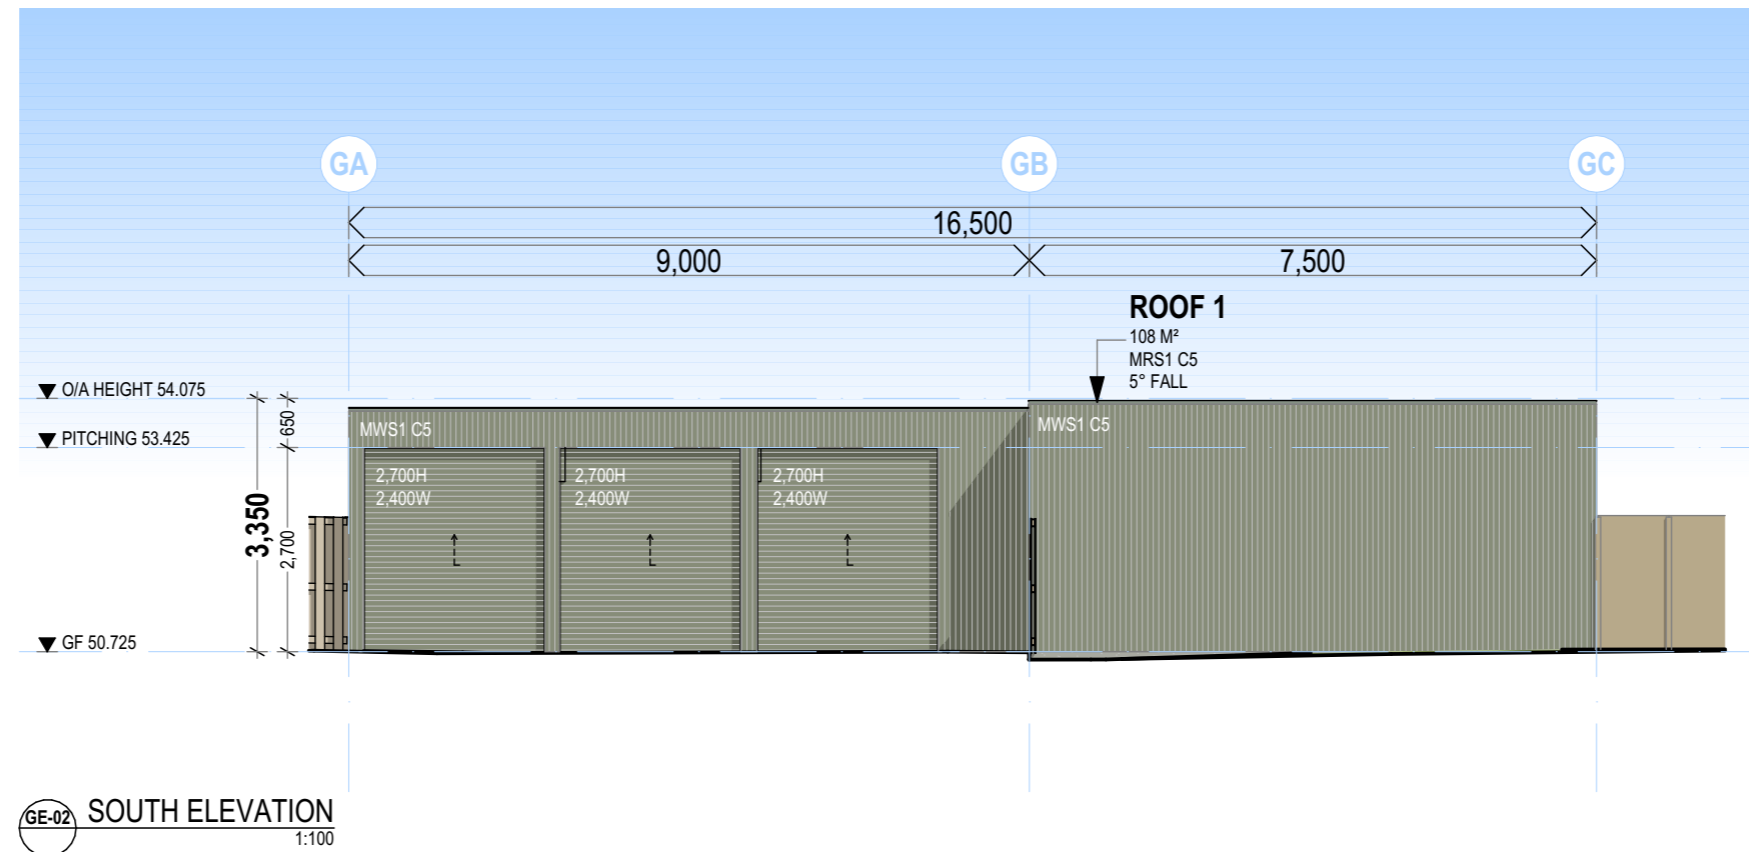 GA
GB
GC
16,500
9,000
7,500
ROOF 1
108 M²
MRS1 C5
5° FALL
O/A HEIGHT 54.075
650
MWS1 C5
MWS1 C5
PITCHING 53.425
2,700H
2,400W
2,700H
2,400W
2,700H
2,400W
3,350
2,700
GF 50.725
GE-02
SOUTH ELEVATION
1:100